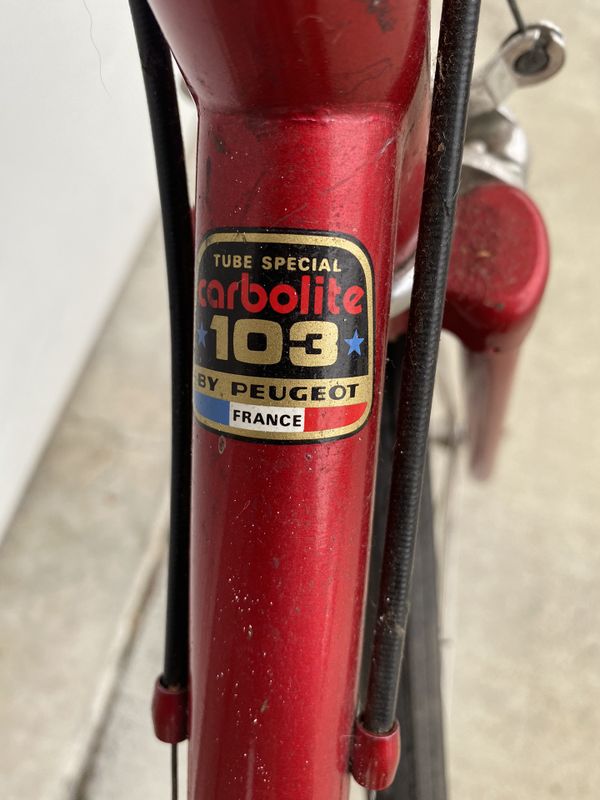 TUBE SPECIAL
carbolite
103
BY PEUGEOT
FRANCE